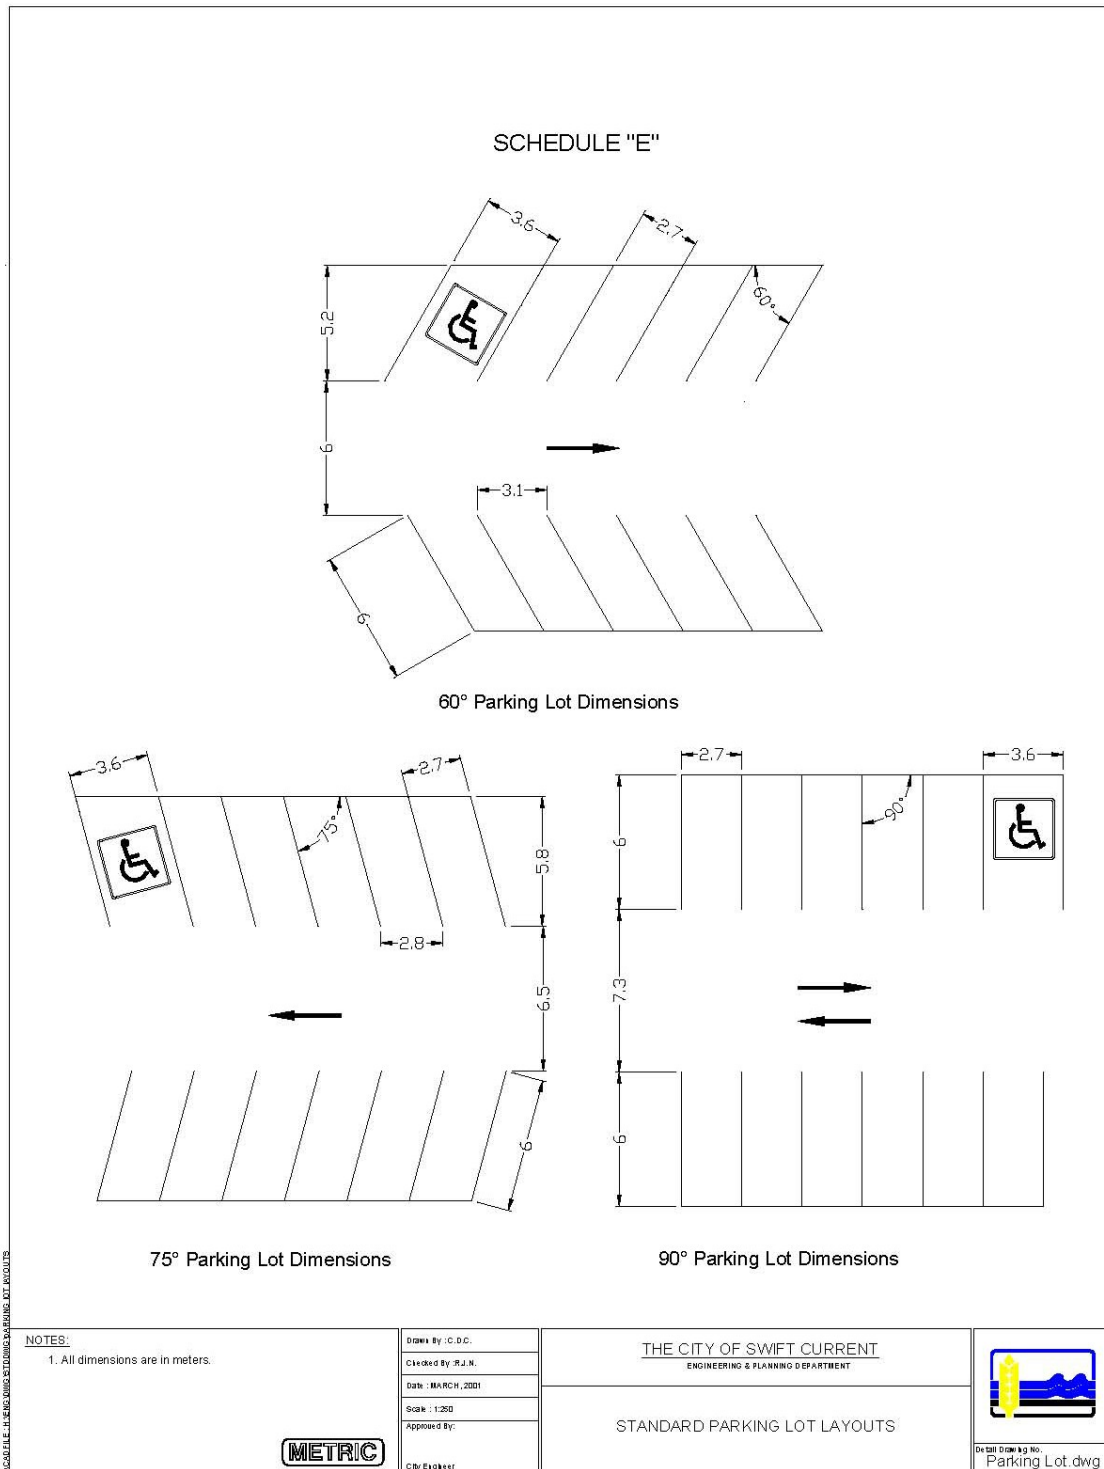 SCHEDULE "E"
3.6
2.7
5.2
60°
6
3.1
6
60° Parking Lot Dimensions
3.6
2.7
75°
5.8
2.8
6.5
6
75° Parking Lot Dimensions
2.7
3.6
90°
6
7.3
6
90° Parking Lot Dimensions
NOTES:
1. All dimensions are in meters.
METRIC
Drawn By : C.D.C.
Checked By : R.J.N.
Date : MARCH, 2001
Scale : 1:250
Approved By:
City Engineer
THE CITY OF SWIFT CURRENT
ENGINEERING & PLANNING DEPARTMENT
STANDARD PARKING LOT LAYOUTS
Detail Drawing No.
Parking Lot.dwg